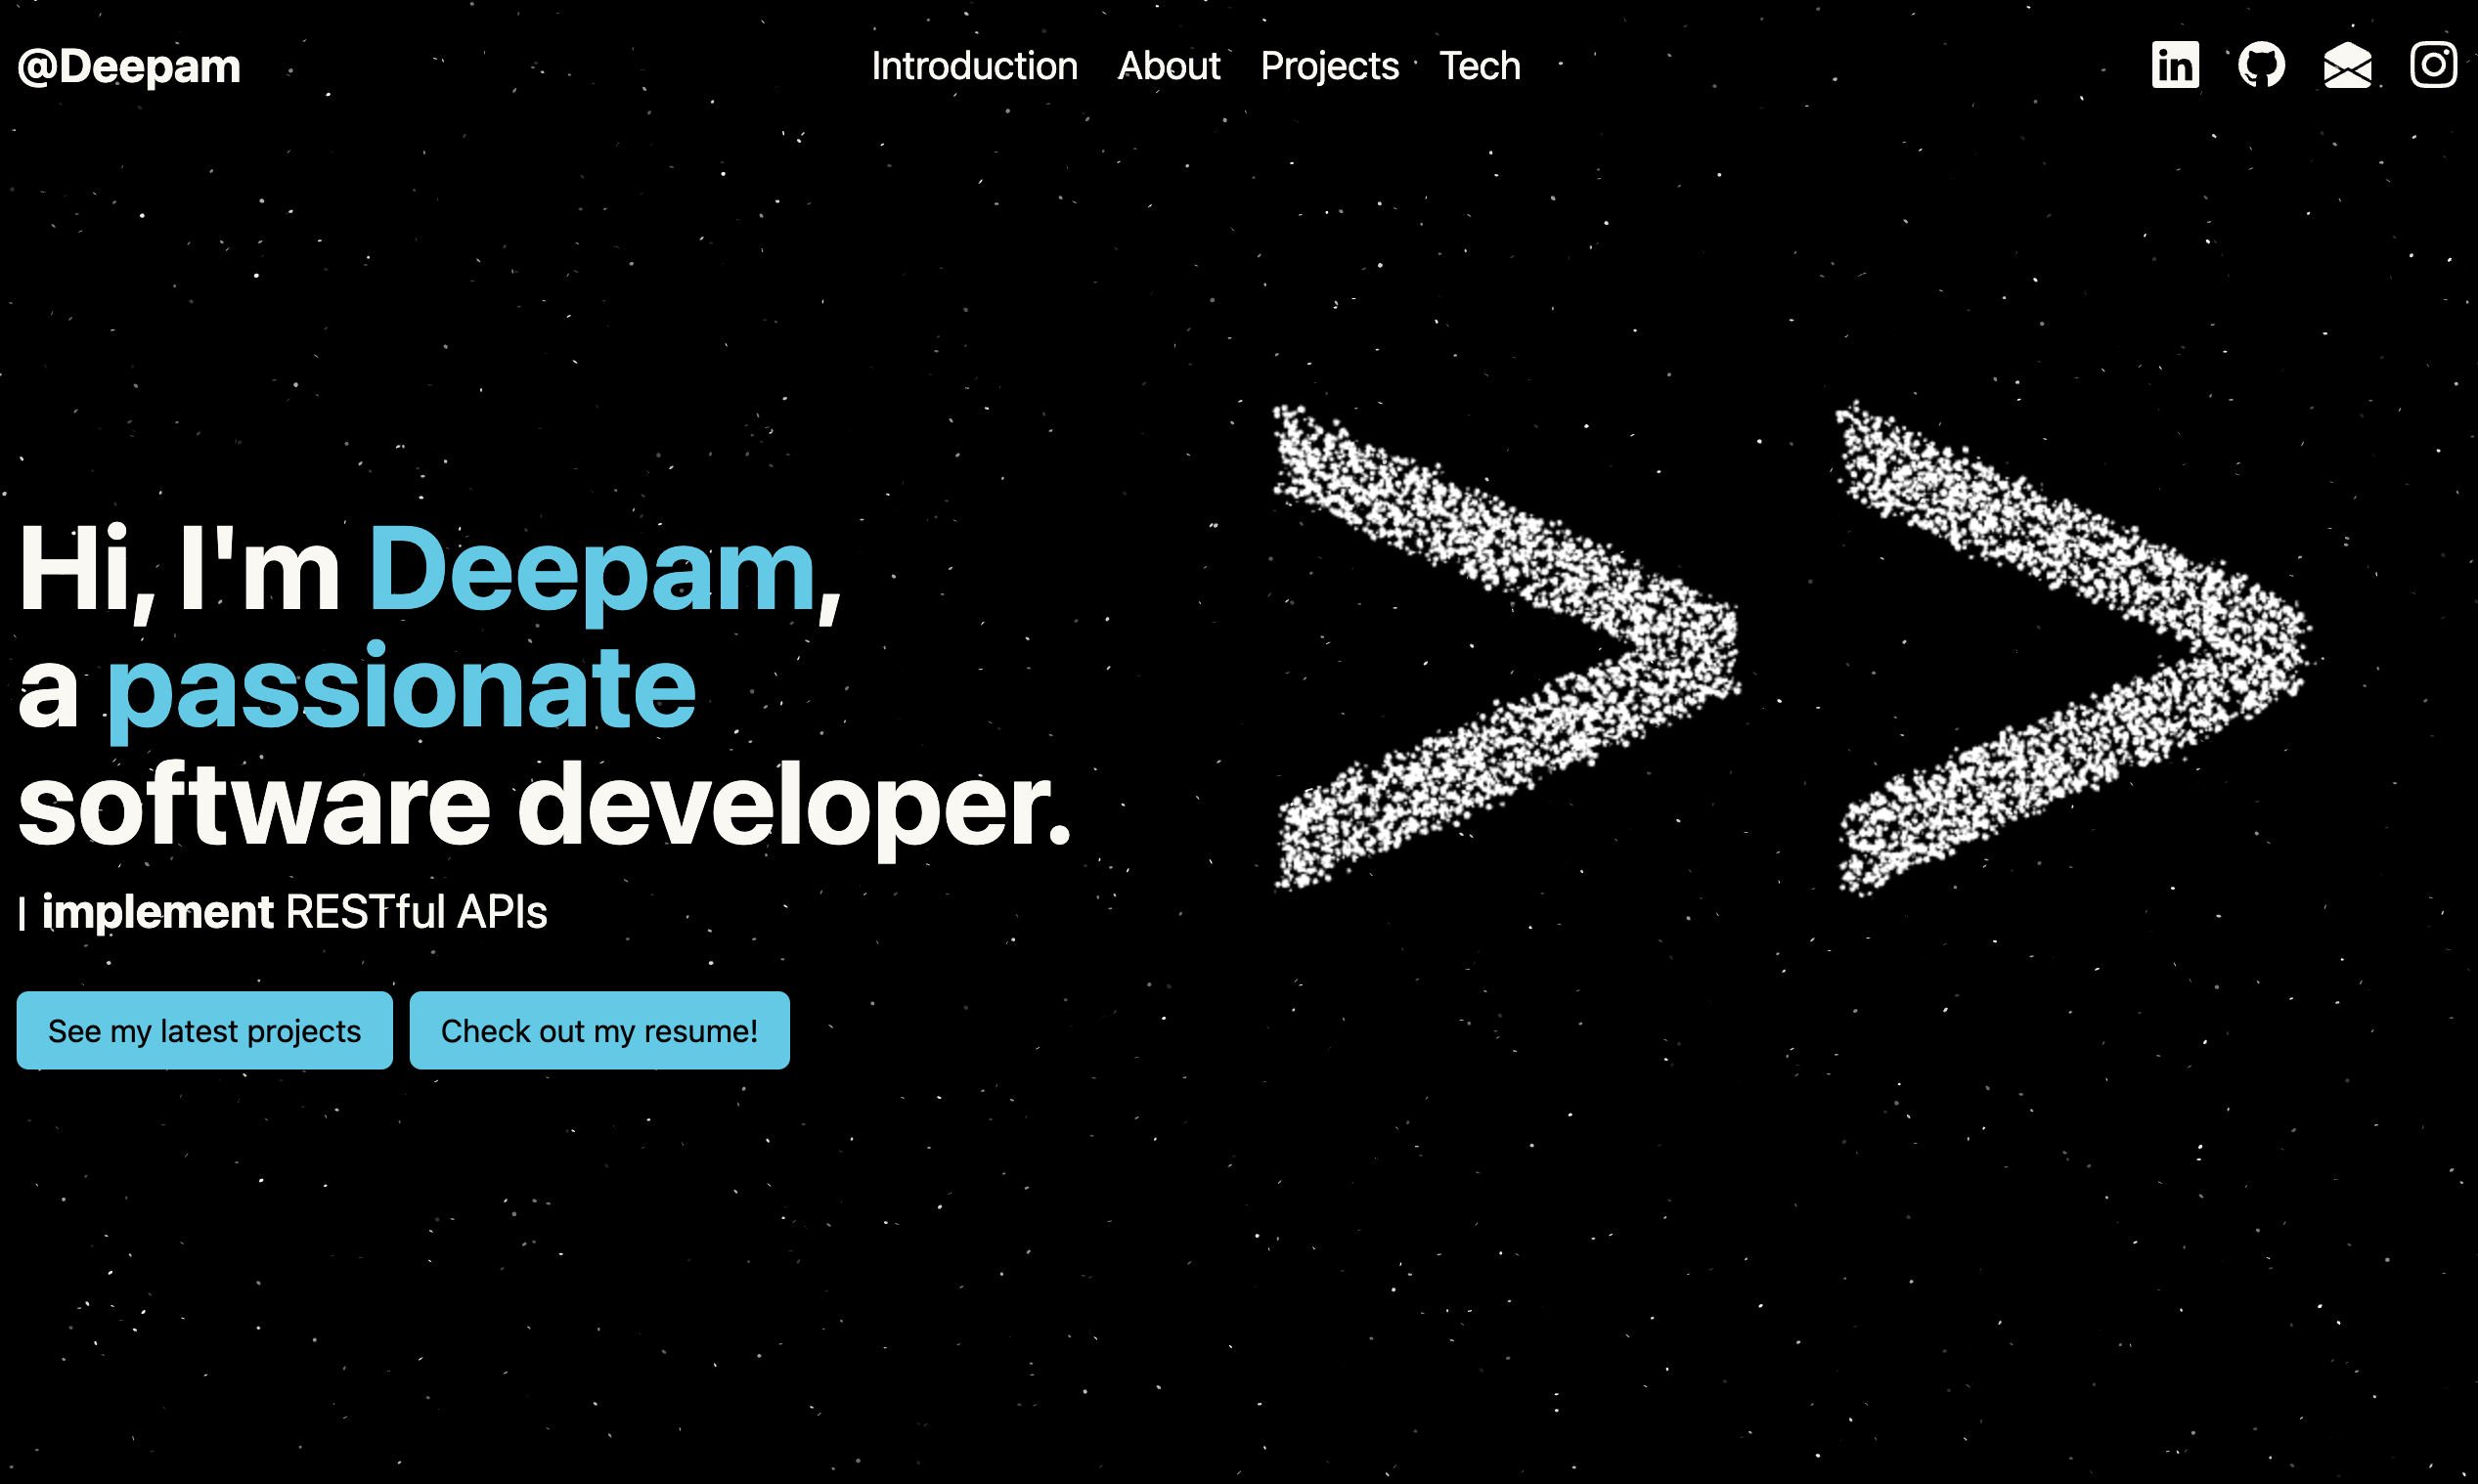 @Deepam
Introduction About Projects Tech
in
Hi, I'm Deepam,
a passionate
software developer.
| implement RESTful APIs
See my latest projects
Check out my resume!
>>